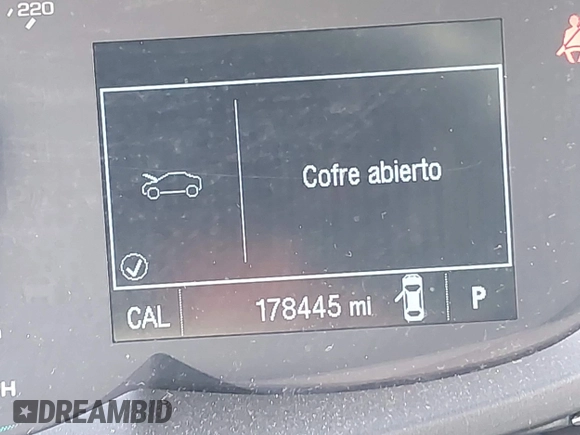 220
Cofre abierto
CAL 178445 mi P
H
DREAMBID